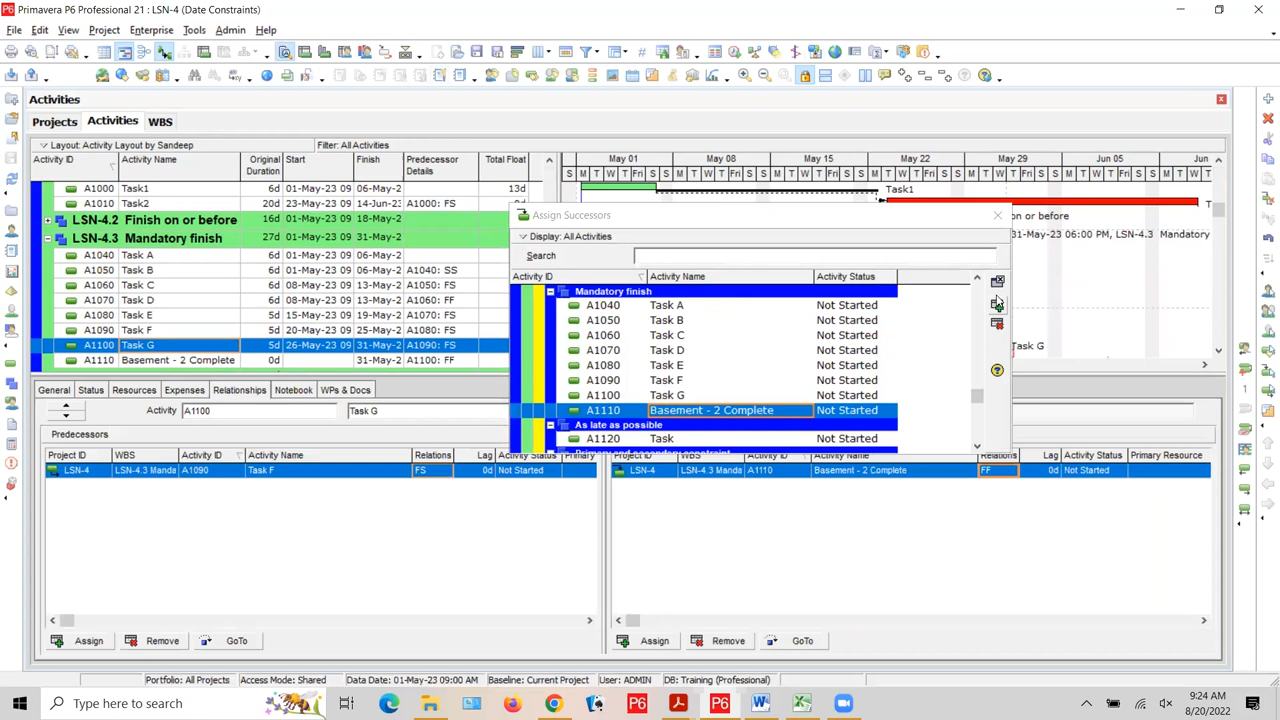 Primavera P6 Professional 21 : LSN-4 (Date Constraints)
File Edit View Project Enterprise Tools Admin Help
Activities
Projects Activities WBS
Layout: Activity Layout by Sandeep Filter: All Activities
Activity ID Activity Name Original Duration Start Finish Predecessor Details Total Float
May 01 May 08 May 15 May 22 May 29 Jun 05 Jun
S M T W T Fri S S M T W T Fri S S M T W T Fri S S M T W T Fri S S M T W T Fri S S M T W T Fri S S M T W
A1000 Task1 6d 01-May-23 09 06-May-2 13d
Task1
A1010 Task2 23d 23-May-23 09 14-Jun-23 A1000: FS
T
LSN-4.2 Finish on or before 16d 01-May-23 09 18-May-2
on or before
LSN-4.3 Mandatory finish 27d 01-May-23 09 31-May-2
31-May-23 06:00 PM, LSN-4.3 Mandatory
A1040 Task A 6d 01-May-23 09 06-May-2
A1050 Task B 6d 01-May-23 09 06-May-2 A1040: SS
A1060 Task C 6d 08-May-23 09 13-May-2 A1050: FS
A1070 Task D 6d 08-May-23 09 13-May-2 A1060: FF
A1080 Task E 6d 15-May-23 09 20-May-2 A1070: FS
A1090 Task F 5d 20-May-23 09 25-May-2 A1080: FS
A1100 Task G 5d 26-May-23 09 31-May-2 A1090: FS
Task G
A1110 Basement - 2 Complete 0d 31-May-2 A1100: FF
Assign Successors
Display: All Activities
Search
Activity ID Activity Name Activity Status
Mandatory finish
A1040 Task A Not Started
A1050 Task B Not Started
A1060 Task C Not Started
A1070 Task D Not Started
A1080 Task E Not Started
A1090 Task F Not Started
A1100 Task G Not Started
A1110 Basement - 2 Complete Not Started
As late as possible
A1120 Task Not Started
Primary and secondary constraint
General Status Resources Expenses Relationships Notebook WPs & Docs
Activity A1100 Task G
Predecessors
Project ID WBS Activity ID Activity Name Relations Lag Activity Status Primary
LSN-4 LSN-4.3 Manda A1090 Task F FS 0d Not Started
Project ID WBS Activity ID Activity Name Relations Lag Activity Status Primary Resource
LSN-4 LSN-4.3 Manda A1110 Basement - 2 Complete FF 0d Not Started
Assign Remove GoTo
Assign Remove GoTo
Portfolio: All Projects Access Mode: Shared Data Date: 01-May-23 09:00 AM Baseline: Current Project User: ADMIN DB: Training (Professional)
Type here to search
9:24 AM
8/20/2022